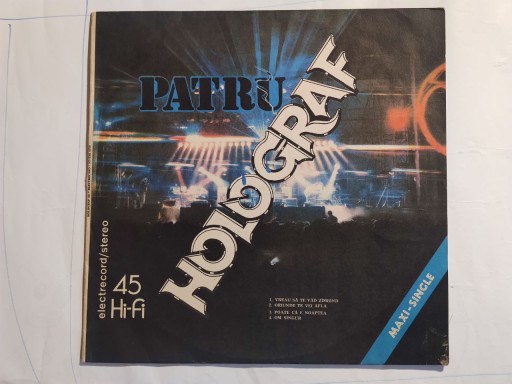 PATRU
HOLOGRAF
electrecord/stereo
45
Hi-Fi
1. VREAU SĂ TE VĂD ZÎMBIND
2. ORIUNDE TE VEI AFLA
3. POATE CĂ-I NOAPTEA
4. OM SINGUR
MAXI-SINGLE